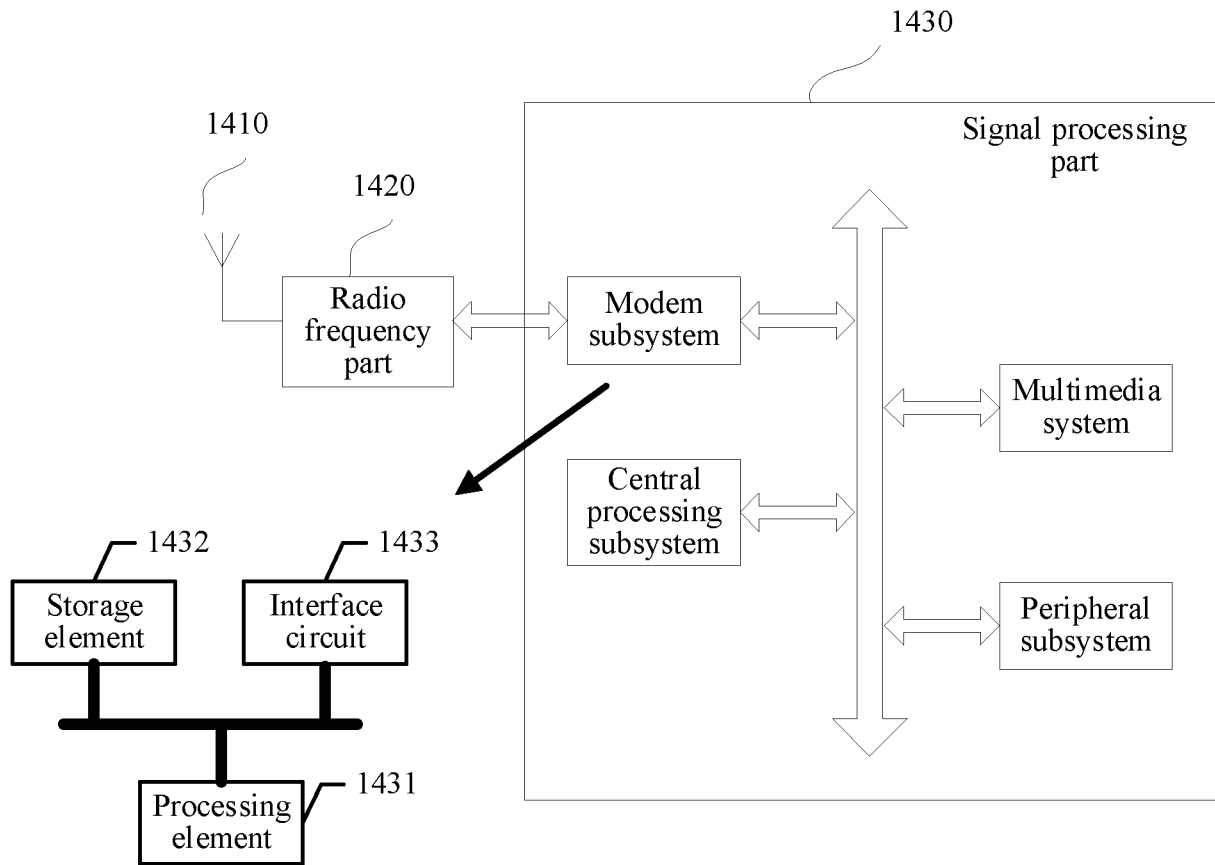 1430
Signal processing
part
1410
1420
Radio
frequency
part
Modem
subsystem
Multimedia
system
Central
processing
subsystem
1432
1433
Storage
element
Interface
circuit
Peripheral
subsystem
1431
Processing
element